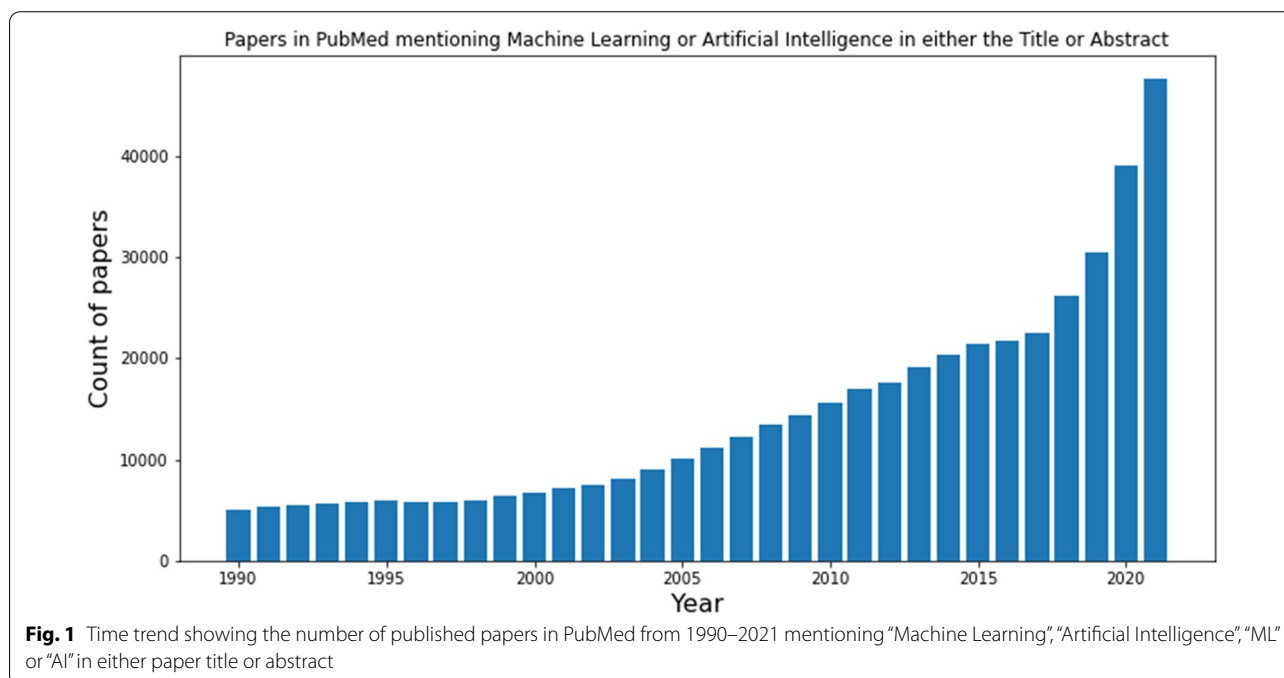 Papers in PubMed mentioning Machine Learning or Artificial Intelligence in either the Title or Abstract
Count of papers
40000
30000
20000
10000
0
1990
1995
2000
2005
2010
2015
2020
Year
Fig. 1 Time trend showing the number of published papers in PubMed from 1990–2021 mentioning “Machine Learning”, “Artificial Intelligence”, “ML”
or “AI” in either paper title or abstract